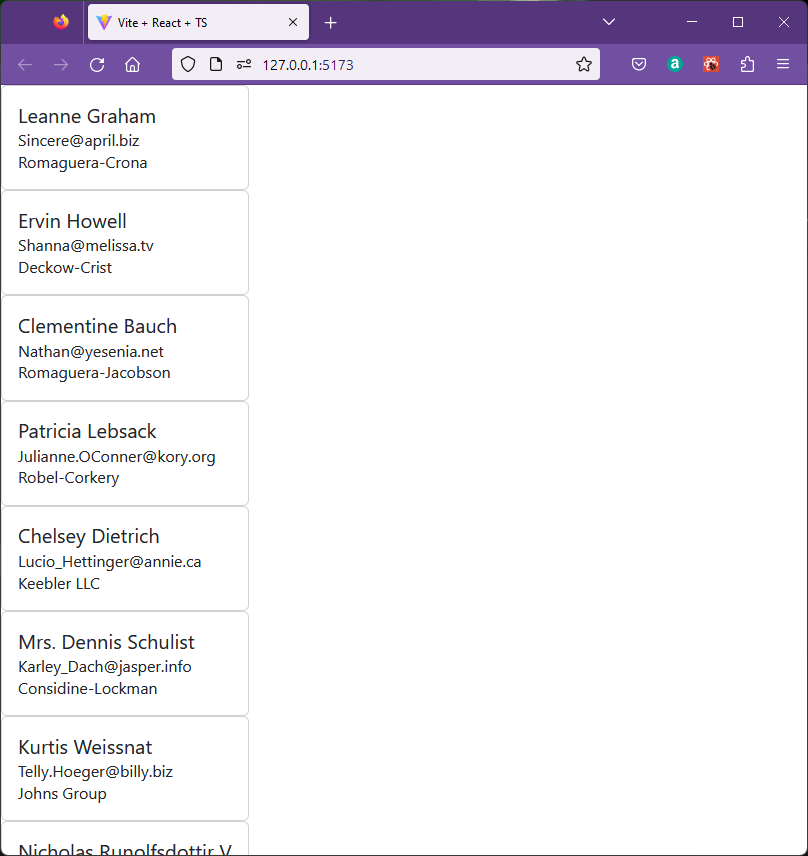 Vite + React + TS
127.0.0.1:5173
Leanne Graham
Sincere@april.biz
Romaguera-Crona
Ervin Howell
Shanna@melissa.tv
Deckow-Crist
Clementine Bauch
Nathan@yesenia.net
Romaguera-Jacobson
Patricia Lebsack
Julianne.OConner@kory.org
Robel-Corkery
Chelsey Dietrich
Lucio_Hettinger@annie.ca
Keebler LLC
Mrs. Dennis Schulist
Karley_Dach@jasper.info
Considine-Lockman
Kurtis Weissnat
Telly.Hoeger@billy.biz
Johns Group
Nicholas Runolfsdottir V